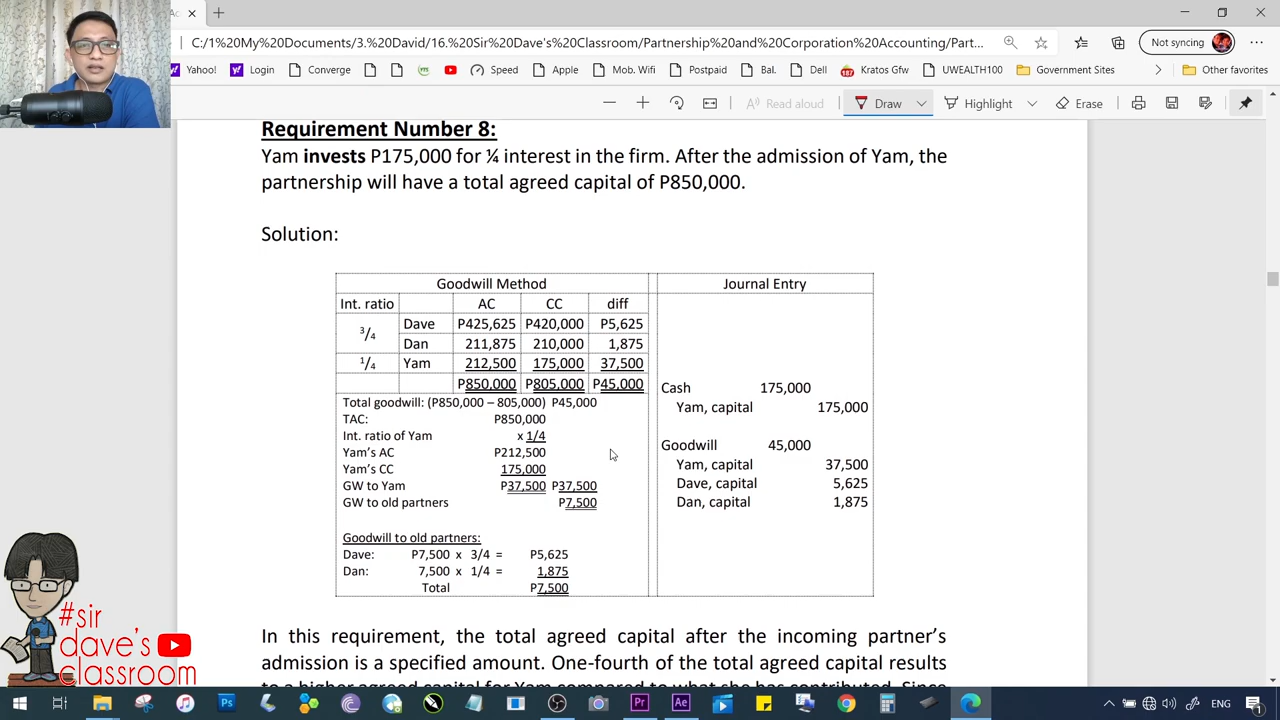 C:/1%20My%20Documents/3.%20David/16.%20Sir%20Dave's%20Classroom/Partnership%20and%20Corporation%20Accounting/Part...
Not syncing
Yahoo! Login Converge Speed Apple Mob. Wifi Postpaid Bal. Dell Kratos Gfw UWEALTH100 Government Sites Other favorites
Read aloud Draw Highlight Erase
Requirement Number 8:
Yam invests P175,000 for ¼ interest in the firm. After the admission of Yam, the
partnership will have a total agreed capital of P850,000.
Solution:
Goodwill Method Journal Entry
Int. ratio AC CC diff
3/4 Dave P425,625 P420,000 P5,625
Dan 211,875 210,000 1,875
1/4 Yam 212,500 175,000 37,500
P850,000 P805,000 P45,000
Total goodwill: (P850,000 – 805,000) P45,000
TAC: P850,000
Int. ratio of Yam x 1/4
Yam's AC P212,500
Yam's CC 175,000
GW to Yam P37,500 P37,500
GW to old partners P7,500
Goodwill to old partners:
Dave: P7,500 x 3/4 = P5,625
Dan: 7,500 x 1/4 = 1,875
Total P7,500
Cash 175,000
Yam, capital 175,000
Goodwill 45,000
Yam, capital 37,500
Dave, capital 5,625
Dan, capital 1,875
In this requirement, the total agreed capital after the incoming partner's
admission is a specified amount. One-fourth of the total agreed capital results
#sir
dave's
classroom
ENG